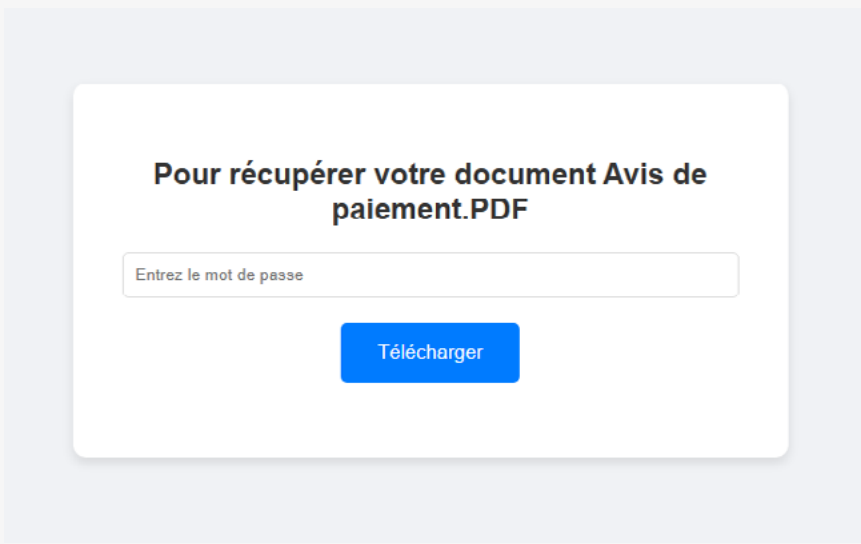 Pour récupérer votre document Avis de
paiement.PDF
Entrez le mot de passe
Télécharger